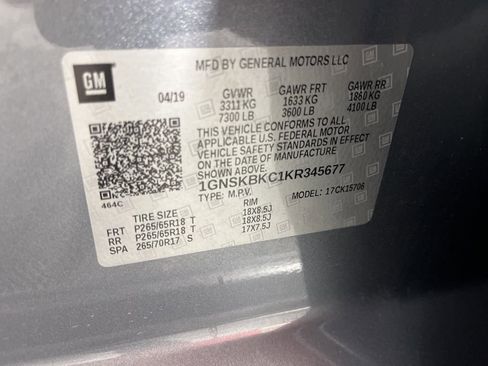 MFD BY GENERAL MOTORS LLC
GM
04/19 GVWR GAWR FRT GAWR RR
3311 KG 1633 KG 1860 KG
7300 LB 3600 LB 4100 LB
THIS VEHICLE CONFORMS TO ALL
APPLICABLE U.S. FEDERAL MOTOR
VEHICLE SAFETY STANDARDS IN EFFECT
ON THE DATE OF MANUFACTURE
SHOWN ABOVE.
1GNSKBKC1KR345677
TYPE: M.P.V. MODEL: 17CK15706
464C
TIRE SIZE RIM
FRT P265/65R18 T 18X8.5J
RR P265/65R18 T 18X8.5J
SPA 265/70R17 S 17X7.5J